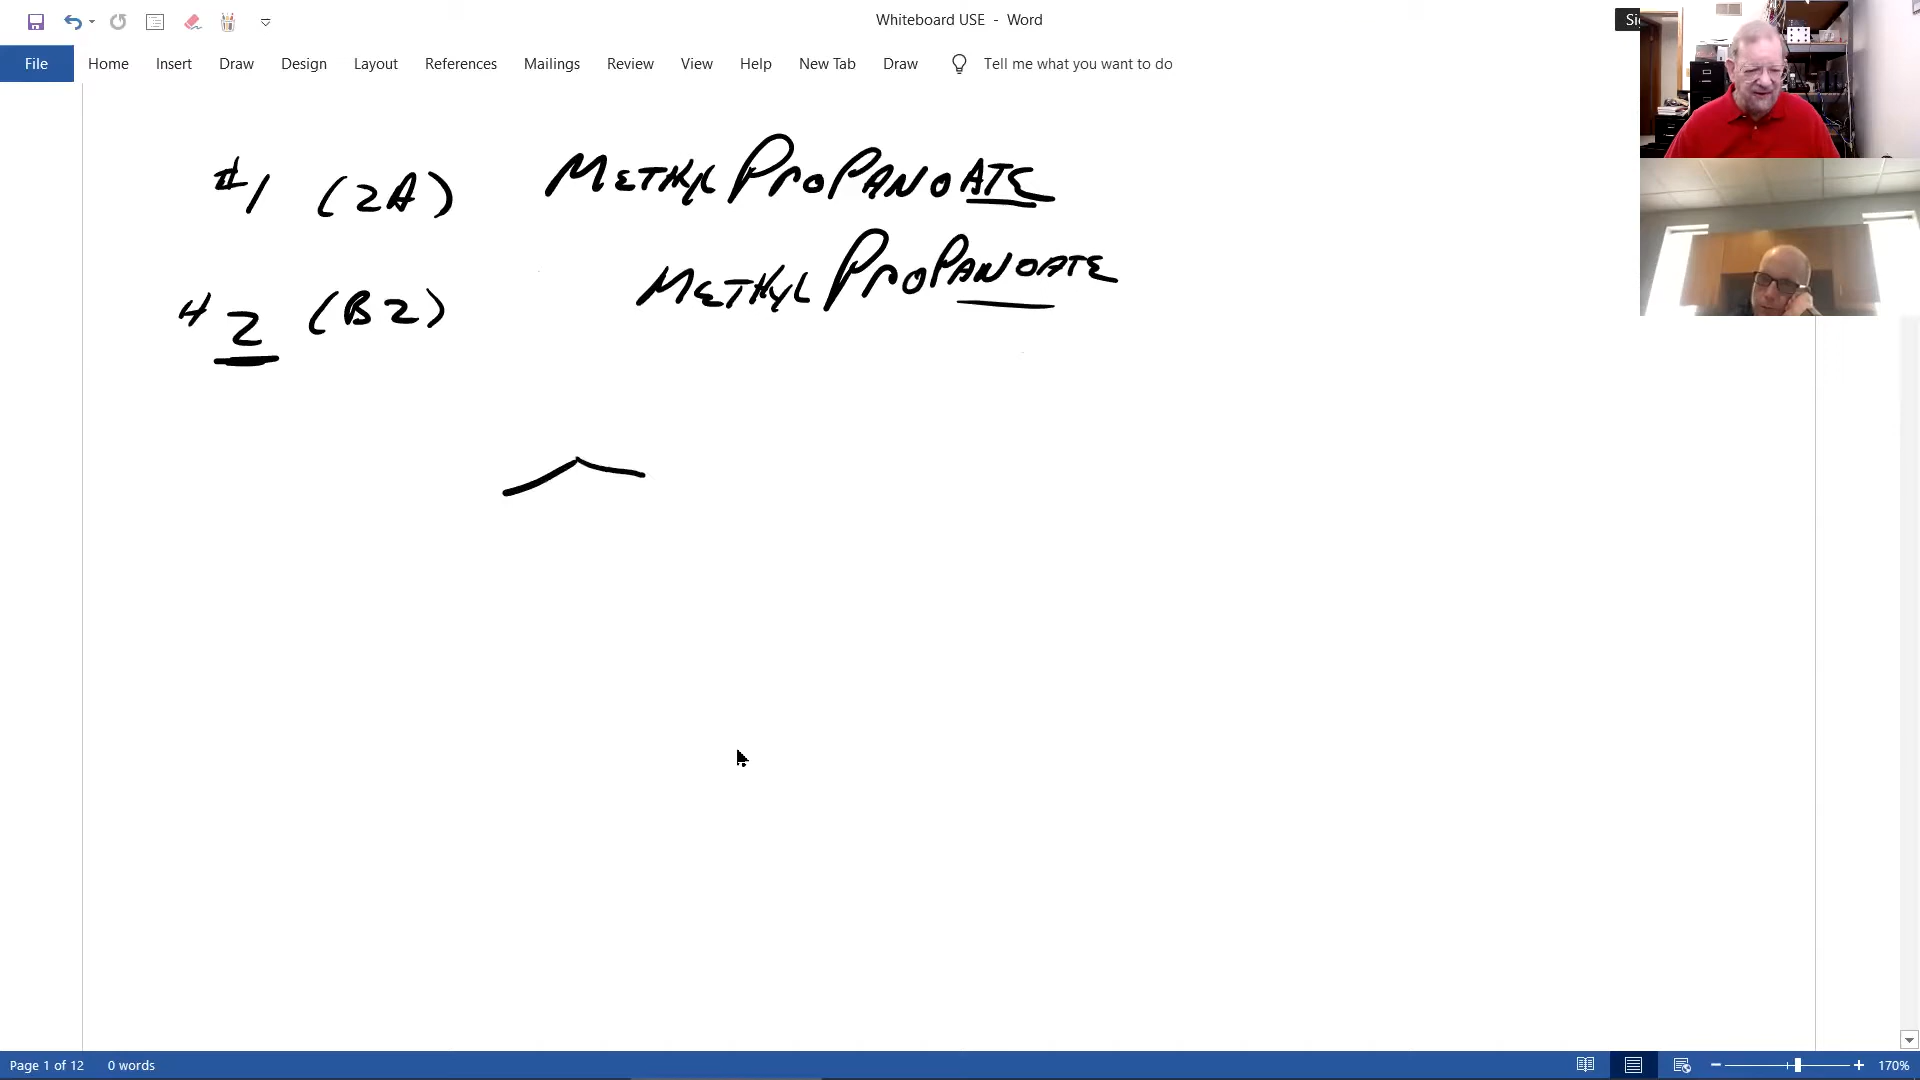 Whiteboard USE - Word
File Home Insert Draw Design Layout References Mailings Review View Help New Tab Draw Tell me what you want to do
#1 (2A) METHYL PROPANOATE
#2 (B2) METHYL PROPANOATE
Page 1 of 12 0 words 170%